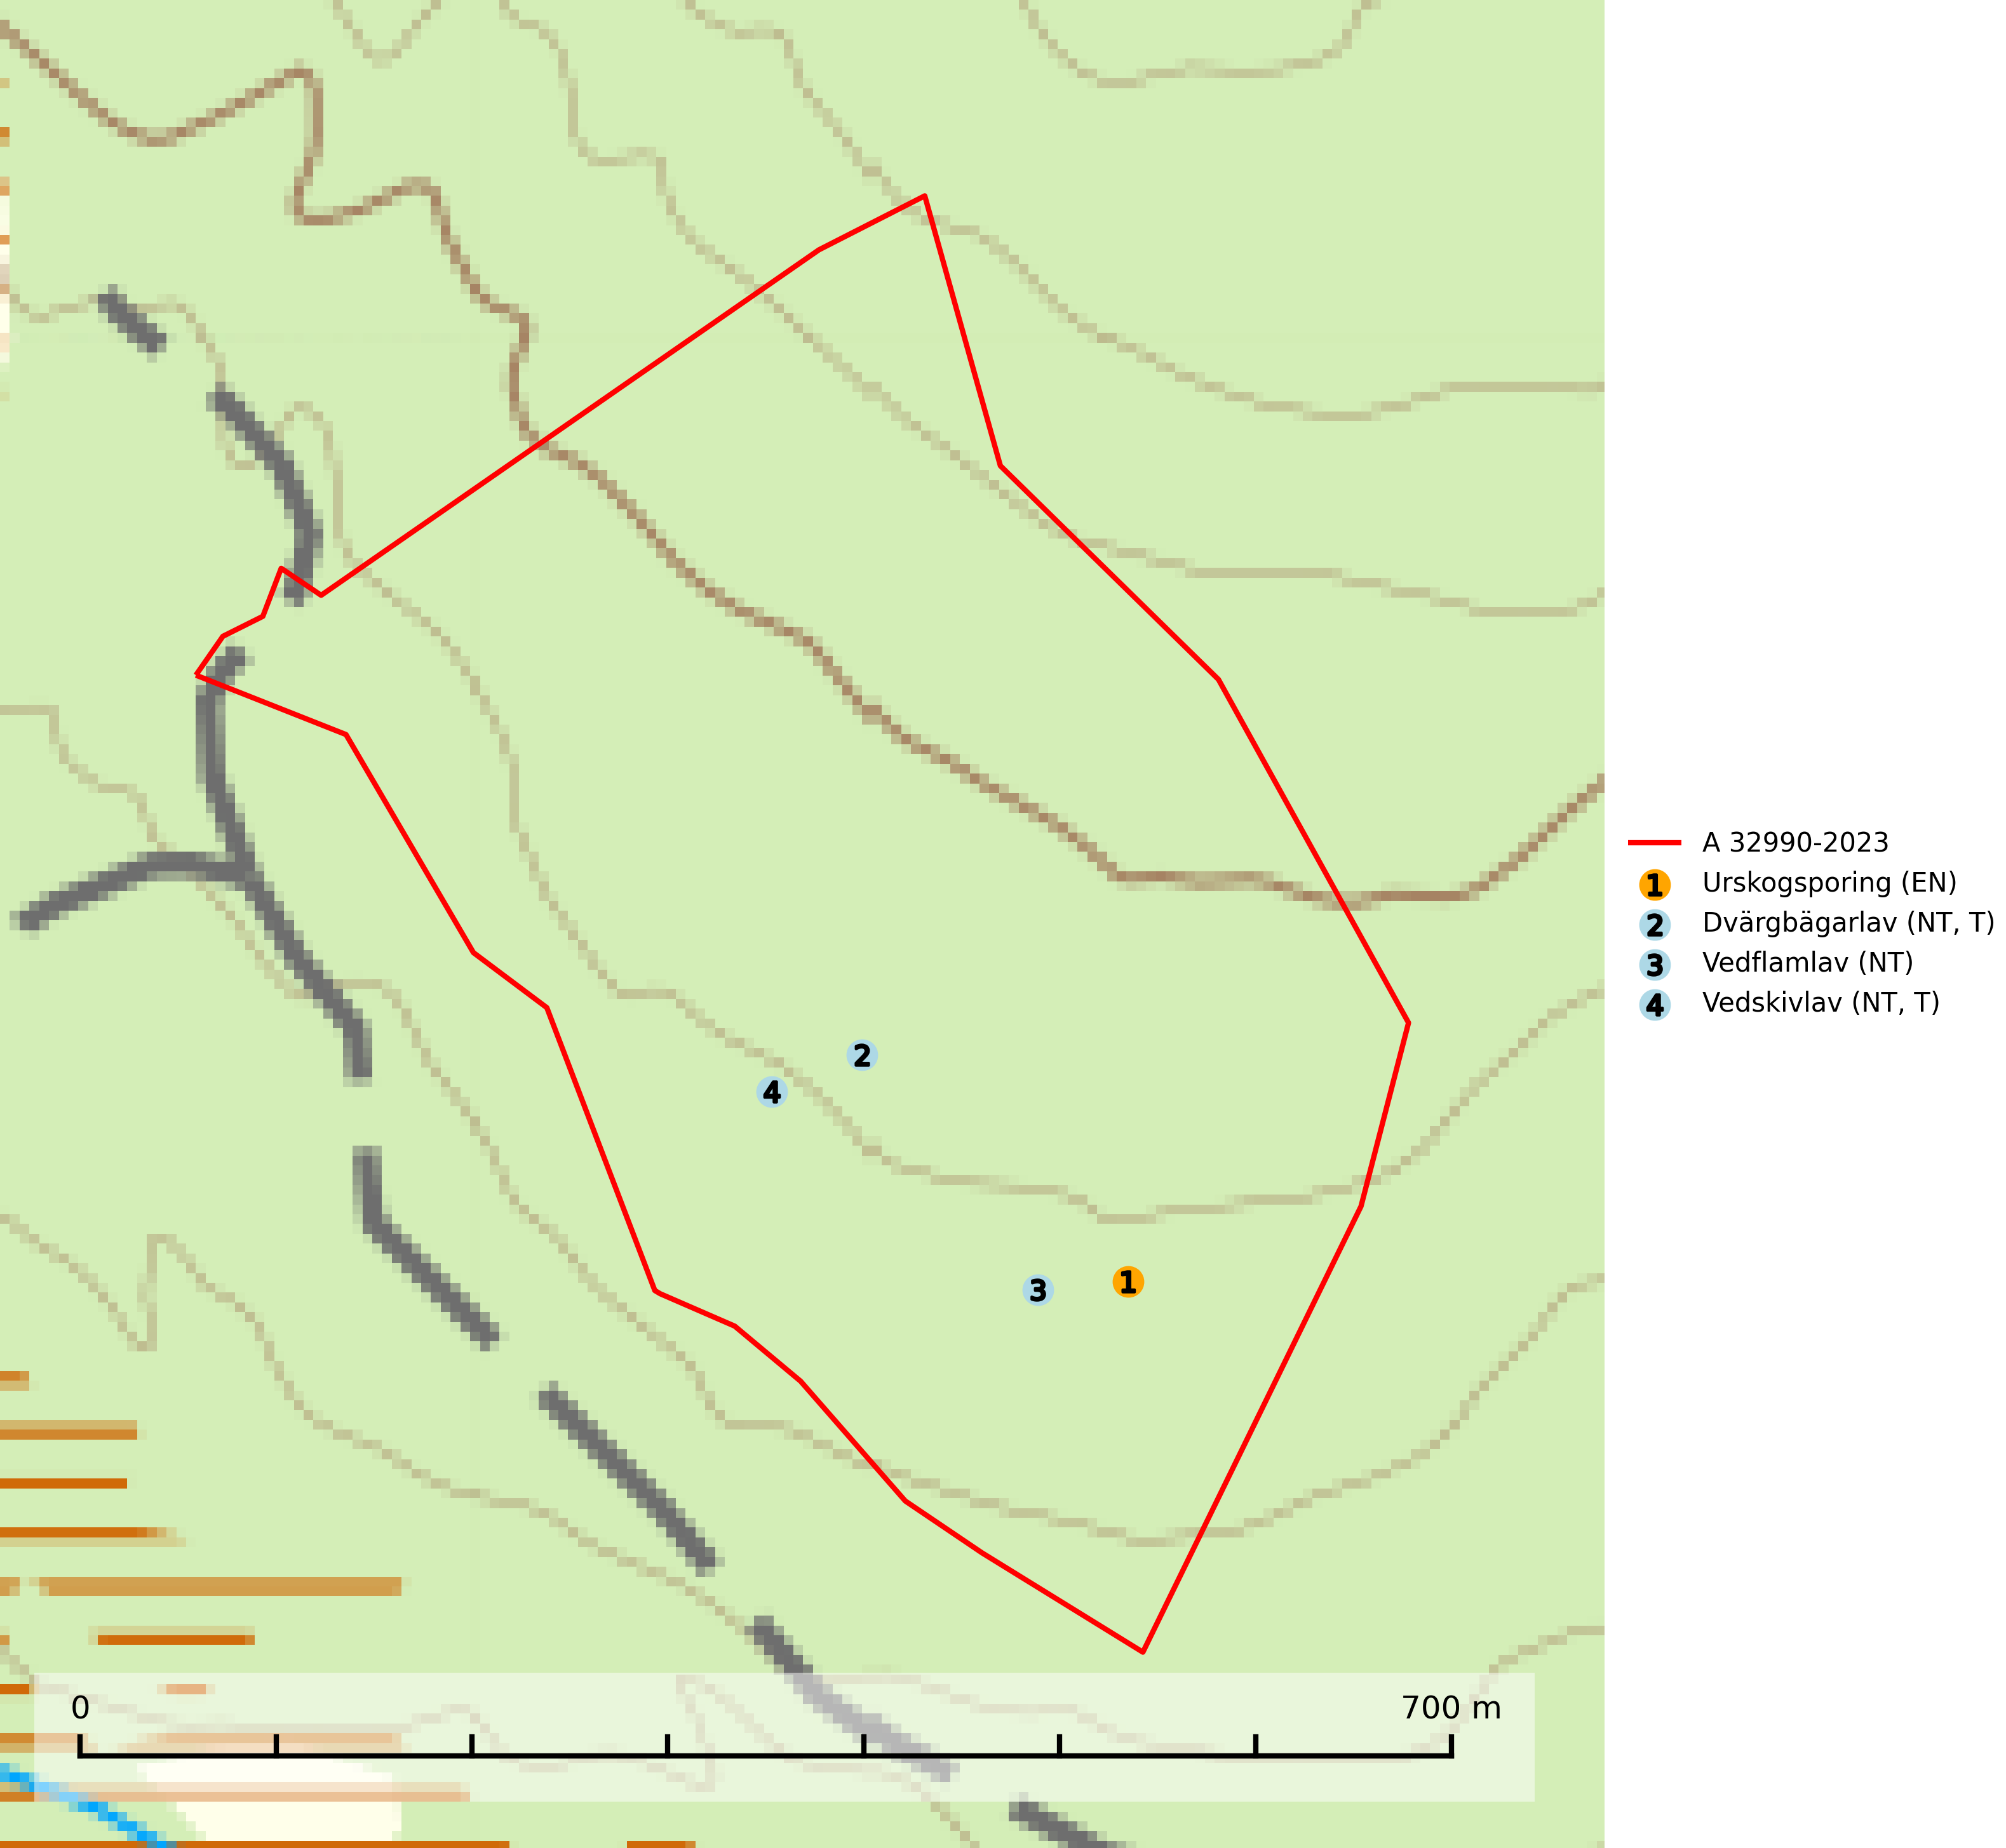 A 32990-2023
1 Urskogsporing (EN)
2 Dvärgbägarlav (NT, T)
3 Vedflamlav (NT)
4 Vedskivlav (NT, T)
2
4
3
1
0 700 m